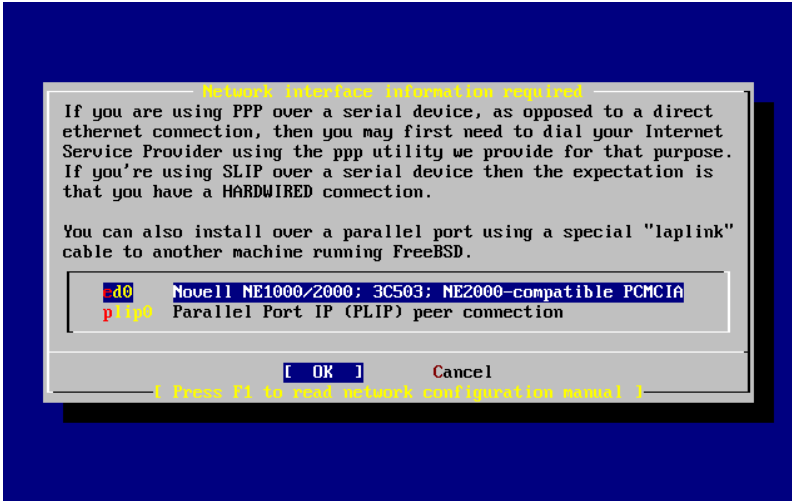 Network interface information required
If you are using PPP over a serial device, as opposed to a direct
ethernet connection, then you may first need to dial your Internet
Service Provider using the ppp utility we provide for that purpose.
If you're using SLIP over a serial device then the expectation is
that you have a HARDWIRED connection.
You can also install over a parallel port using a special "laplink"
cable to another machine running FreeBSD.
ed0 Novell NE1000/2000; 3C503; NE2000-compatible PCMCIA
plip0 Parallel Port IP (PLIP) peer connection
[ OK ] Cancel
[ Press F1 to read network configuration manual ]